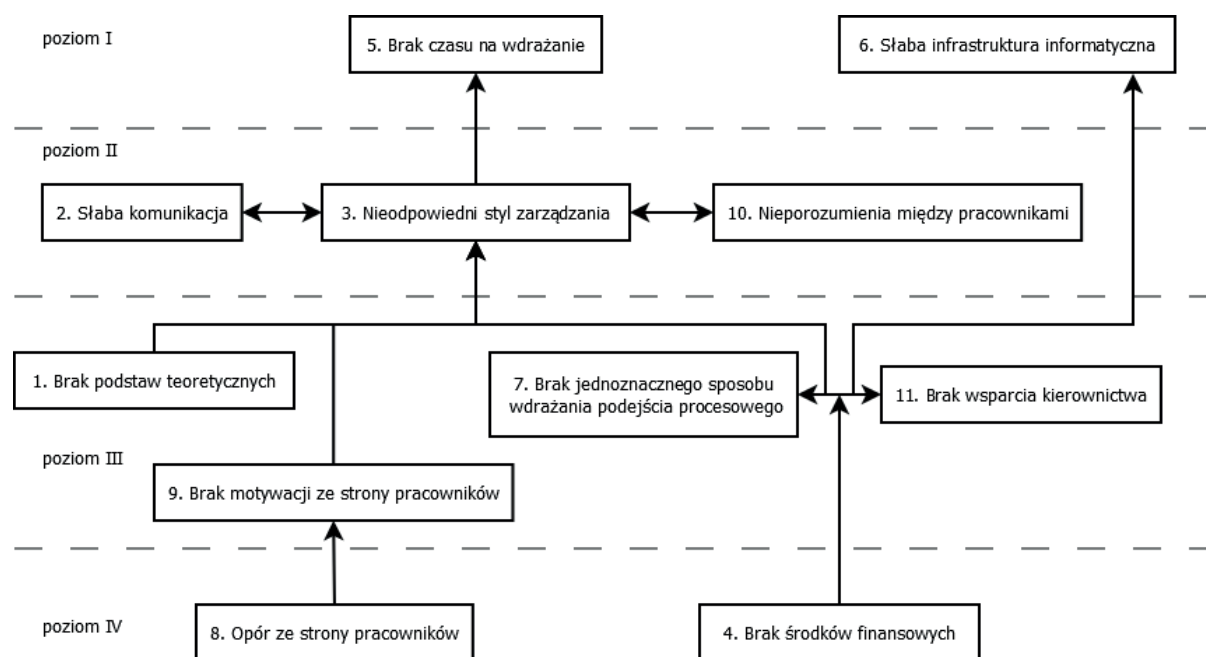 poziom I
5. Brak czasu na wdrażanie
6. Słaba infrastruktura informatyczna
poziom II
2. Słaba komunikacja
3. Nieodpowiedni styl zarządzania
10. Nieporozumienia między pracownikami
1. Brak podstaw teoretycznych
7. Brak jednoznacznego sposobu
wdrażania podejścia procesowego
11. Brak wsparcia kierownictwa
poziom III
9. Brak motywacji ze strony pracowników
poziom IV
8. Opór ze strony pracowników
4. Brak środków finansowych